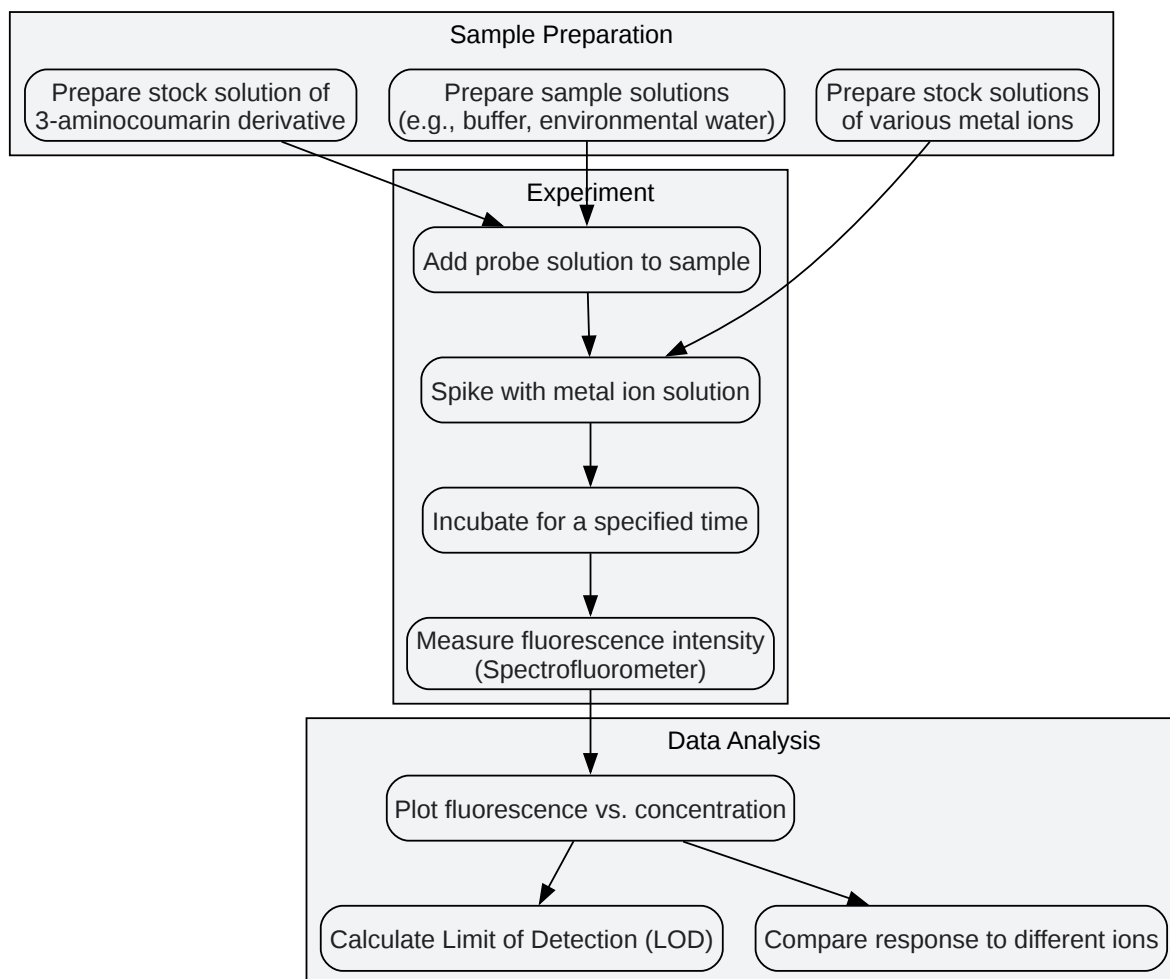 Sample Preparation
Prepare stock solution of
3-aminocoumarin derivative
Prepare sample solutions
(e.g., buffer, environmental water)
Prepare stock solutions
of various metal ions
Experiment
Add probe solution to sample
Spike with metal ion solution
Incubate for a specified time
Measure fluorescence intensity
(Spectrofluorometer)
Data Analysis
Plot fluorescence vs. concentration
Calculate Limit of Detection (LOD)
Compare response to different ions